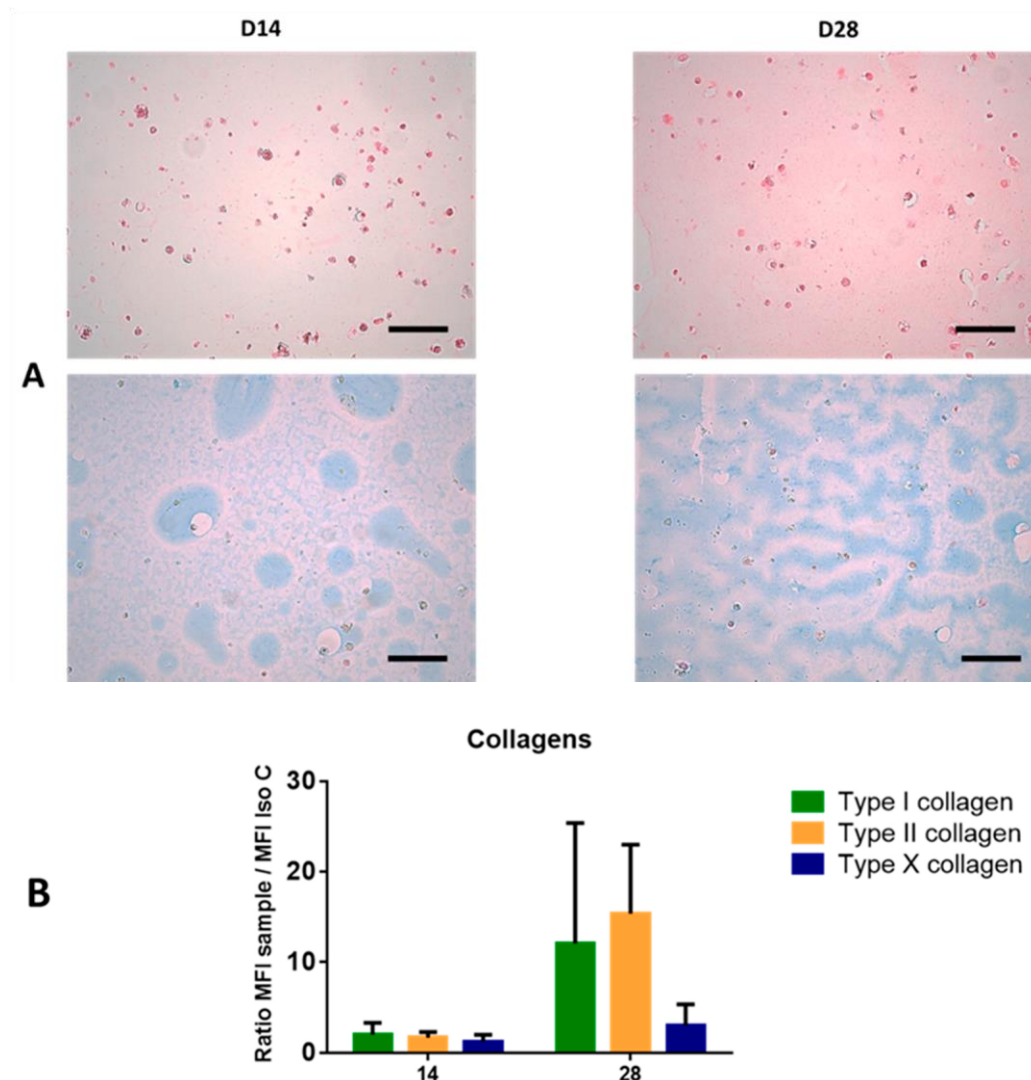 D14
D28
A
Collagens
Ratio MFI sample / MFI Iso C
30
20
10
0
14
28
Type I collagen
Type II collagen
Type X collagen
B